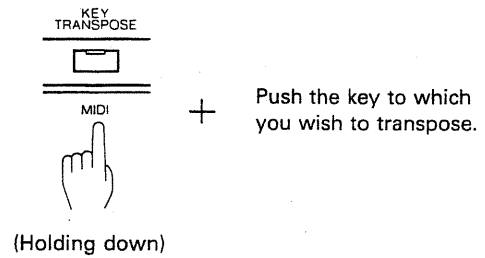 KEY
TRANSPOSE
MIDI
+
Push the key to which
you wish to transpose.
(Holding down)